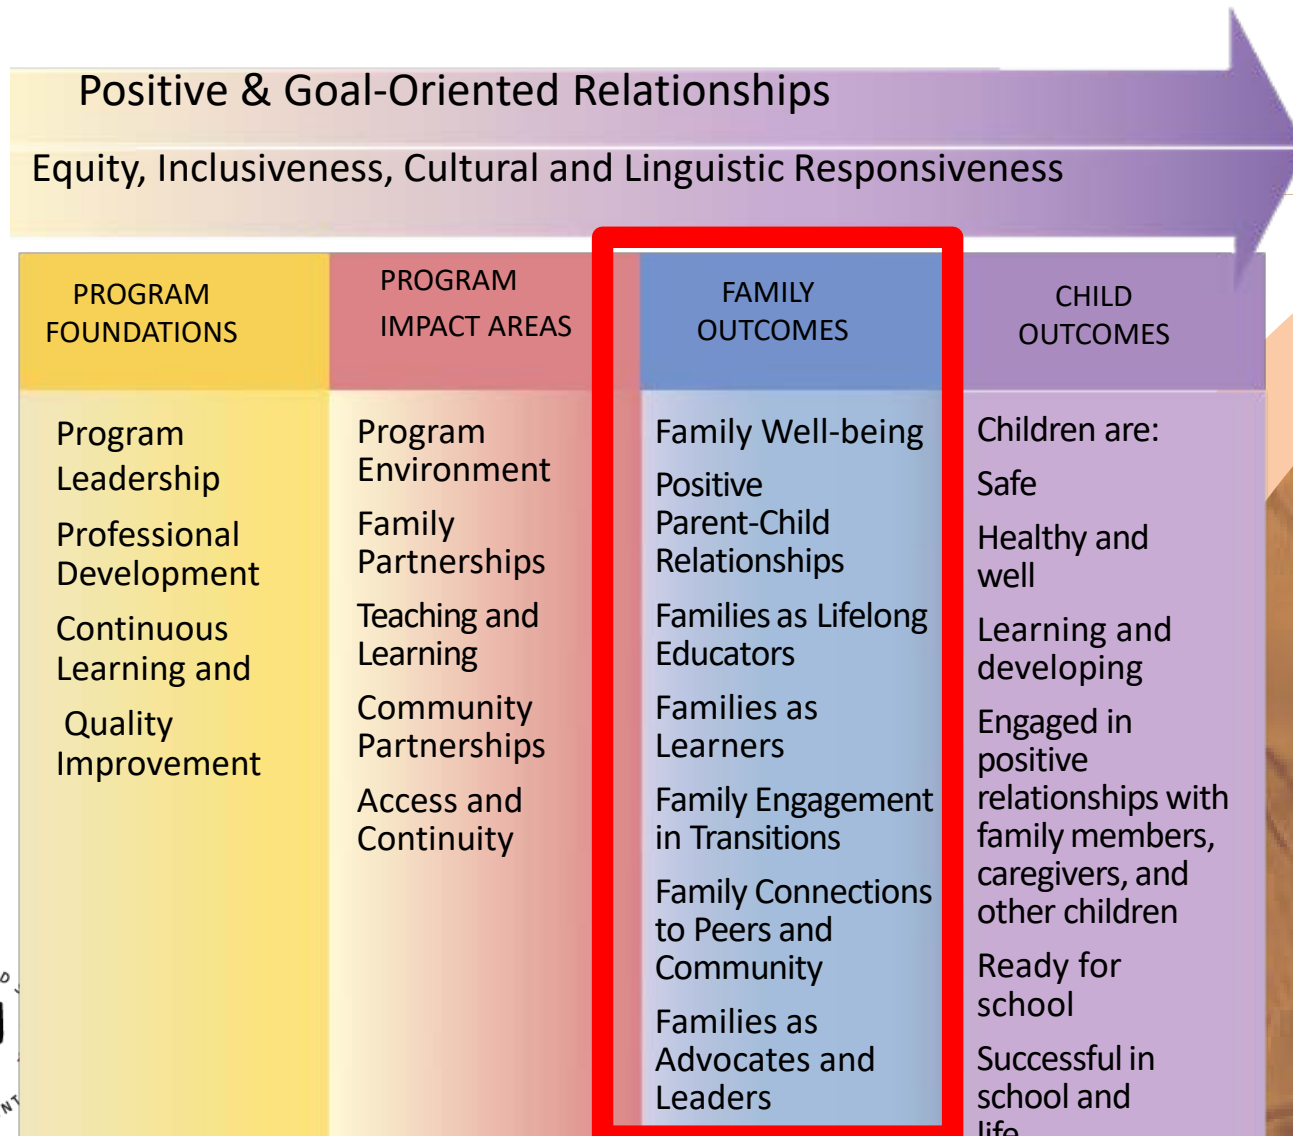 Positive & Goal-Oriented Relationships
Equity, Inclusiveness, Cultural and Linguistic Responsiveness
PROGRAM
FOUNDATIONS
Program
Leadership
Professional
Development
Continuous
Learning and
Quality
Improvement
PROGRAM
IMPACT AREAS
Program
Environment
Family
Partnerships
Teaching and
Learning
Community
Partnerships
Access and
Continuity
FAMILY
OUTCOMES
Family Well-being
Positive
Parent-Child
Relationships
Families as Lifelong
Educators
Families as
Learners
Family Engagement
in Transitions
Family Connections
to Peers and
Community
Families as
Advocates and
Leaders
CHILD
OUTCOMES
Children are:
Safe
Healthy and
well
Learning and
developing
Engaged in
positive
relationships with
family members,
caregivers, and
other children
Ready for
school
Successful in
school and
life